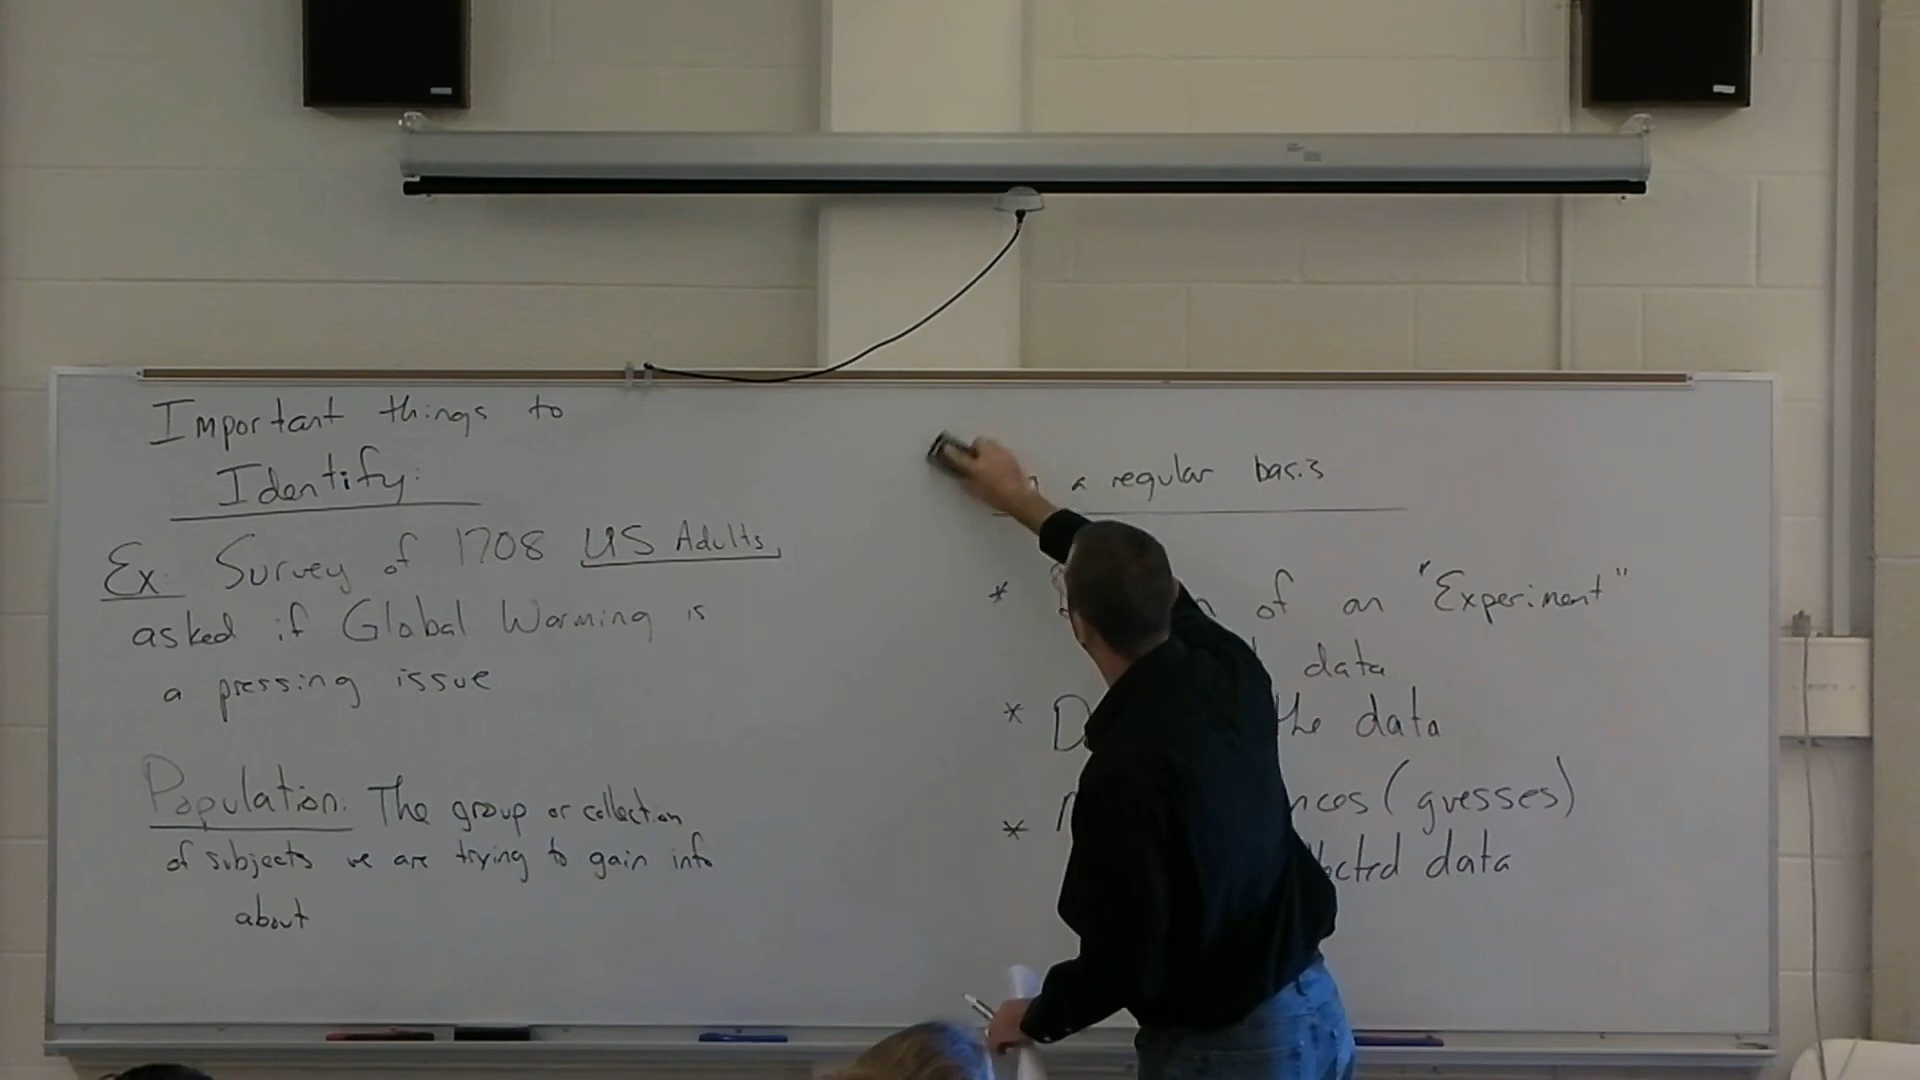 Important things to
Identify:
Ex: Survey of 1708 US Adults,
asked if Global Warming is
a pressing issue
Population: The group or collection
of subjects we are trying to gain info
about
a regular basis
* of an "Experiment"
data
* the data
* (guesses)
data